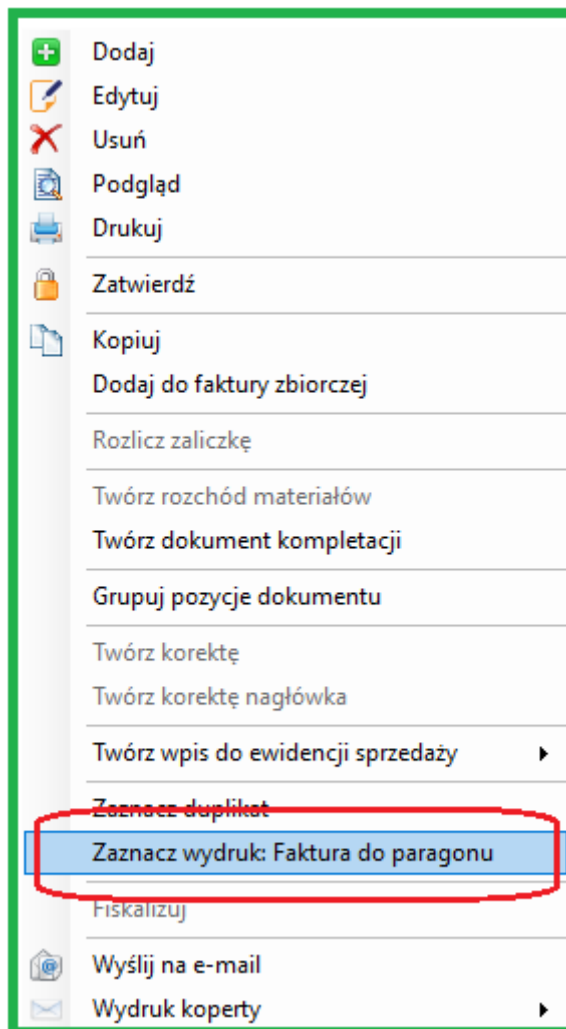 Dodaj
Edytuj
Usuń
Podgląd
Drukuj
Zatwierdź
Kopiuj
Dodaj do faktury zbiorczej
Rozlicz zaliczkę
Twórz rozchód materiałów
Twórz dokument kompletacji
Grupuj pozycje dokumentu
Twórz korektę
Twórz korektę nagłówka
Twórz wpis do ewidencji sprzedaży
Zaznacz duplikat
Zaznacz wydruk: Faktura do paragonu
Fiskalizuj
Wyślij na e-mail
Wydruk koperty